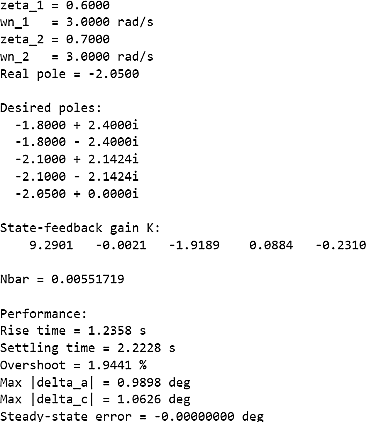 zeta_1 = 0.6000
wn_1   = 3.0000 rad/s
zeta_2 = 0.7000
wn_2   = 3.0000 rad/s
Real pole = -2.0500
Desired poles:
-1.8000 + 2.4000i
-1.8000 - 2.4000i
-2.1000 + 2.1424i
-2.1000 - 2.1424i
-2.0500 + 0.0000i
State-feedback gain K:
9.2901   -0.0021   -1.9189   0.0884   -0.2310
Nbar = 0.00551719
Performance:
Rise time = 1.2358 s
Settling time = 2.2228 s
Overshoot = 1.9441 %
Max |delta_a| = 0.9898 deg
Max |delta_c| = 1.0626 deg
Steady-state error = -0.00000000 deg